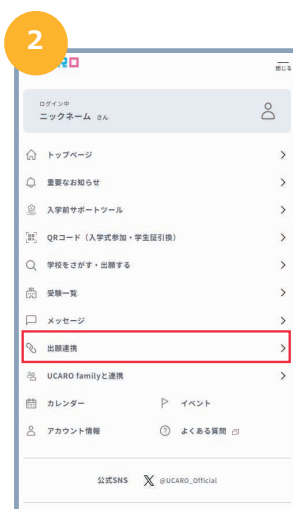 2
RO
閉じる
ログイン中
ニックネーム さん
トップページ
重要なお知らせ
入学前サポートツール
QRコード（入学式参加・学生証引換）
学校をさがす・出願する
受験一覧
メッセージ
出願連携
UCARO familyと連携
カレンダー イベント
アカウント情報 よくある質問
公式SNS @UCARO_Official